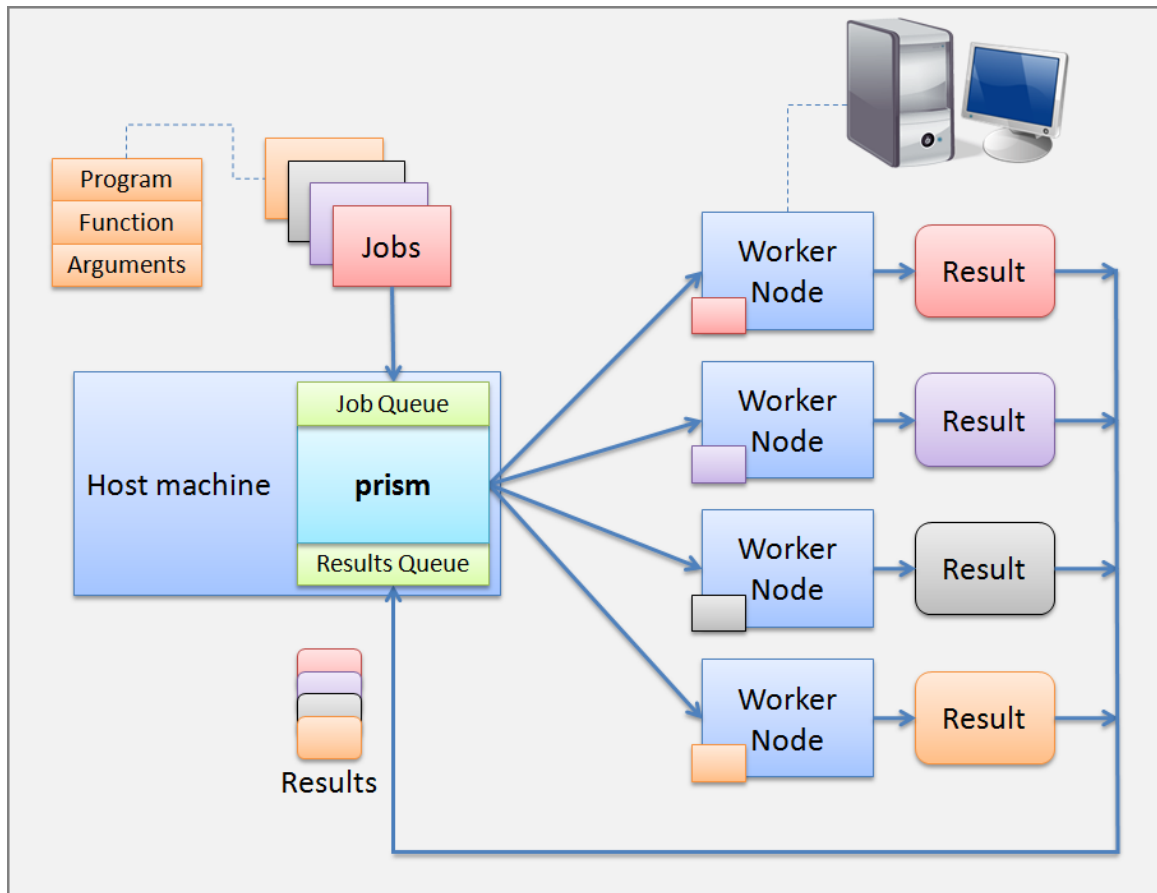 Program
Function
Arguments
Jobs
Job Queue
Host machine
prism
Results Queue
Results
Worker
Node
Result
Worker
Node
Result
Worker
Node
Result
Worker
Node
Result